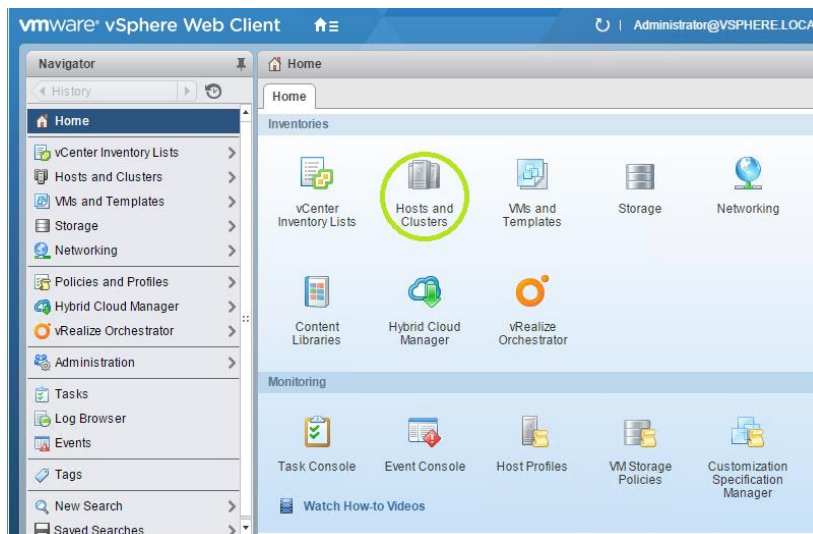 vmware® vSphere Web Client
Administrator@VSPHERE.LOCA
Navigator
History
Home
vCenter Inventory Lists
Hosts and Clusters
VMs and Templates
Storage
Networking
Policies and Profiles
Hybrid Cloud Manager
vRealize Orchestrator
Administration
Tasks
Log Browser
Events
Tags
New Search
Saved Searches
Home
Home
Inventories
vCenter
Inventory Lists
Hosts and
Clusters
VMs and
Templates
Storage
Networking
Content
Libraries
Hybrid Cloud
Manager
vRealize
Orchestrator
Monitoring
Task Console
Event Console
Host Profiles
VM Storage
Policies
Customization
Specification
Manager
Watch How-to Videos